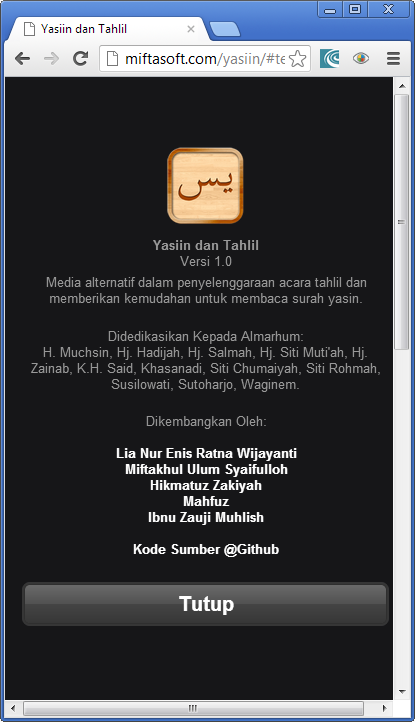 Yasiin dan Tahlil
miftasoft.com/yasiin/#te
يس
Yasiin dan Tahlil
Versi 1.0
Media alternatif dalam penyelenggaraan acara tahlil dan
memberikan kemudahan untuk membaca surah yasin.
Didedikasikan Kepada Almarhum:
H. Muchsin, Hj. Hadijah, Hj. Salmah, Hj. Siti Muti'ah, Hj.
Zainab, K.H. Said, Khasanadi, Siti Chumaiyah, Siti Rohmah,
Susilowati, Sutoharjo, Waginem.
Dikembangkan Oleh:
Lia Nur Enis Ratna Wijayanti
Miftakhul Ulum Syaifulloh
Hikmatuz Zakiyah
Mahfuz
Ibnu Zauji Muhlish
Kode Sumber @Github
Tutup